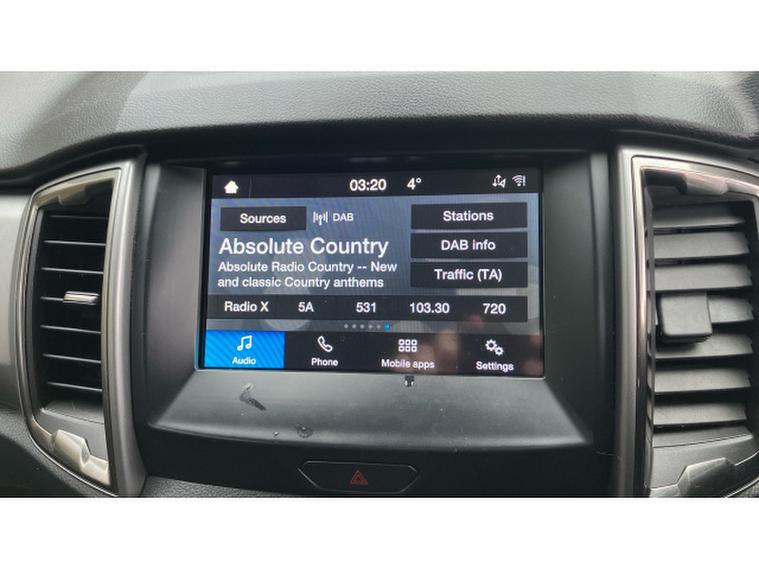 03:20 4°
Sources DAB Stations
Absolute Country DAB info
Absolute Radio Country -- New
and classic Country anthems
Traffic (TA)
Radio X 5A 531 103.30 720
Audio Phone Mobile apps Settings